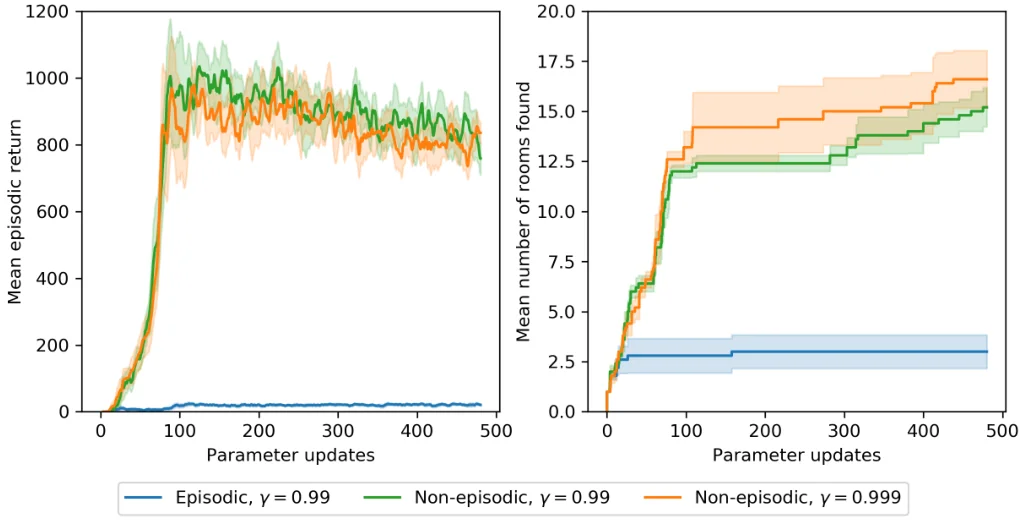 1200
1000
800
600
400
200
0
Mean episodic return
0 100 200 300 400 500
Parameter updates
20.0
17.5
15.0
12.5
10.0
7.5
5.0
2.5
0.0
Mean number of rooms found
0 100 200 300 400 500
Parameter updates
Episodic, γ = 0.99 Non-episodic, γ = 0.99 Non-episodic, γ = 0.999